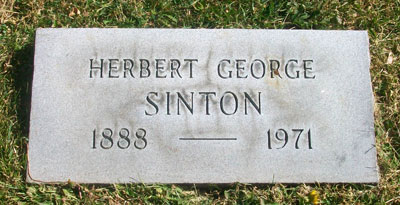 HERBERT GEORGE
SINTON
1888 — 1971